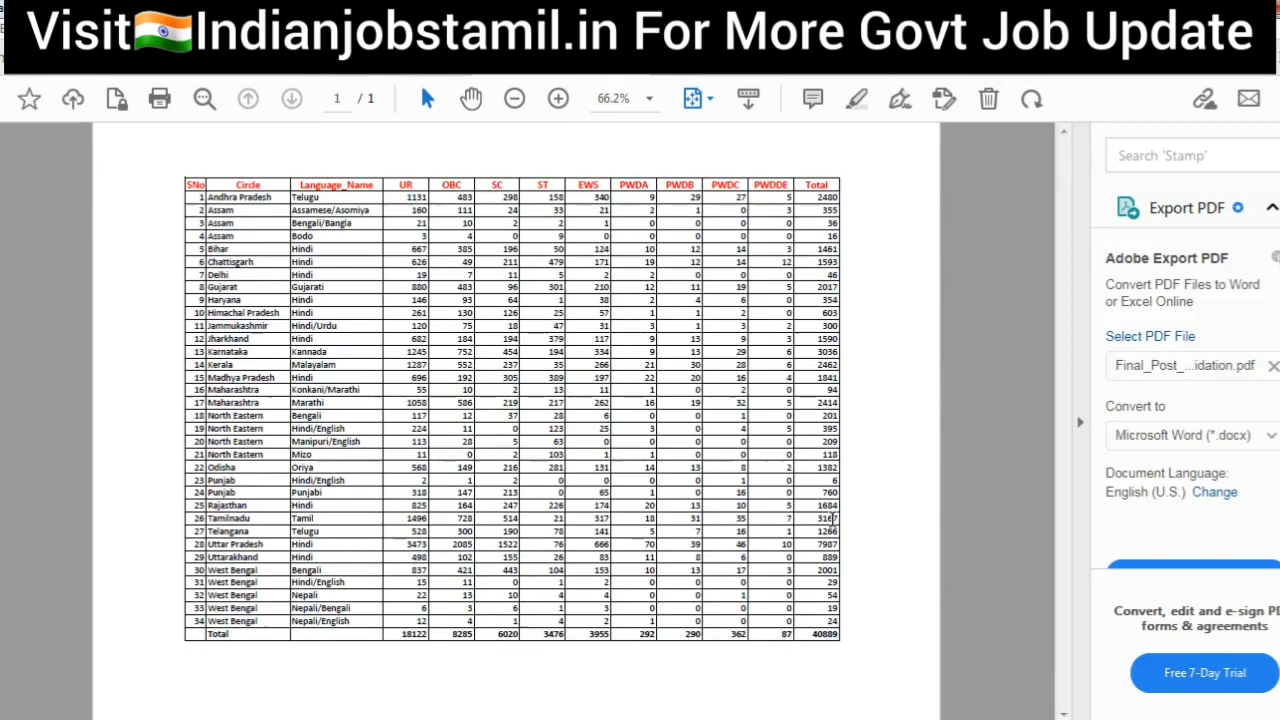 Visit🇮🇳Indianjobstamil.in For More Govt Job Update
1 / 1 66.2%
Search 'Stamp'
Export PDF
Adobe Export PDF
Convert PDF Files to Word
or Excel Online
Select PDF File
Final_Post_...idation.pdf
Convert to
Microsoft Word (*.docx)
Document Language:
English (U.S.) Change
Convert, edit and e-sign PD
forms & agreements
Free 7-Day Trial
SNo Circle Language_Name UR OBC SC ST EWS PWDA PWDB PWDC PWDDE Total
1 Andhra Pradesh Telugu 1131 483 298 158 340 9 29 27 5 2480
2 Assam Assamese/Asomiya 160 111 24 33 21 2 1 0 3 355
3 Assam Bengali/Bangla 21 10 2 2 1 0 0 0 0 36
4 Assam Bodo 3 4 0 9 0 0 0 0 0 16
5 Bihar Hindi 667 385 196 50 124 10 12 14 3 1461
6 Chattisgarh Hindi 626 49 211 479 171 19 12 14 12 1593
7 Delhi Hindi 19 7 11 5 2 2 0 0 0 46
8 Gujarat Gujarati 880 483 96 301 210 12 11 19 5 2017
9 Haryana Hindi 146 93 64 1 38 2 4 6 0 354
10 Himachal Pradesh Hindi 261 130 126 25 57 1 1 2 0 603
11 Jammukashmir Hindi/Urdu 120 75 18 47 31 3 1 3 2 300
12 Jharkhand Hindi 682 184 194 379 117 9 13 9 3 1590
13 Karnataka Kannada 1245 752 454 194 334 9 13 29 6 3036
14 Kerala Malayalam 1287 552 237 35 266 21 30 28 6 2462
15 Madhya Pradesh Hindi 696 192 305 389 197 22 20 16 4 1841
16 Maharashtra Konkani/Marathi 55 10 2 13 11 1 0 2 0 94
17 Maharashtra Marathi 1058 586 219 217 262 16 19 32 5 2414
18 North Eastern Bengali 117 12 37 28 6 0 0 1 0 201
19 North Eastern Hindi/English 224 11 0 123 25 3 0 4 5 395
20 North Eastern Manipuri/English 113 28 5 63 0 0 0 0 0 209
21 North Eastern Mizo 11 0 2 103 1 1 0 0 0 118
22 Odisha Oriya 568 149 216 281 131 14 13 8 2 1382
23 Punjab Hindi/English 2 1 2 0 0 0 0 1 0 6
24 Punjab Punjabi 318 147 213 0 65 1 0 16 0 760
25 Rajasthan Hindi 825 164 247 226 174 20 13 10 5 1684
26 Tamilnadu Tamil 1496 728 514 21 317 18 31 35 7 3167
27 Telangana Telugu 528 300 190 78 141 5 7 16 1 1266
28 Uttar Pradesh Hindi 3473 2085 1522 76 666 70 39 46 10 7987
29 Uttarakhand Hindi 498 102 155 26 83 11 8 6 0 889
30 West Bengal Bengali 837 421 443 104 153 10 13 17 3 2001
31 West Bengal Hindi/English 15 11 0 1 2 0 0 0 0 29
32 West Bengal Nepali 22 13 10 4 4 0 0 1 0 54
33 West Bengal Nepali/Bengali 6 3 6 1 3 0 0 0 0 19
34 West Bengal Nepali/English 12 4 1 4 2 1 0 0 0 24
Total 18122 8285 6020 3476 3955 292 290 362 87 40889